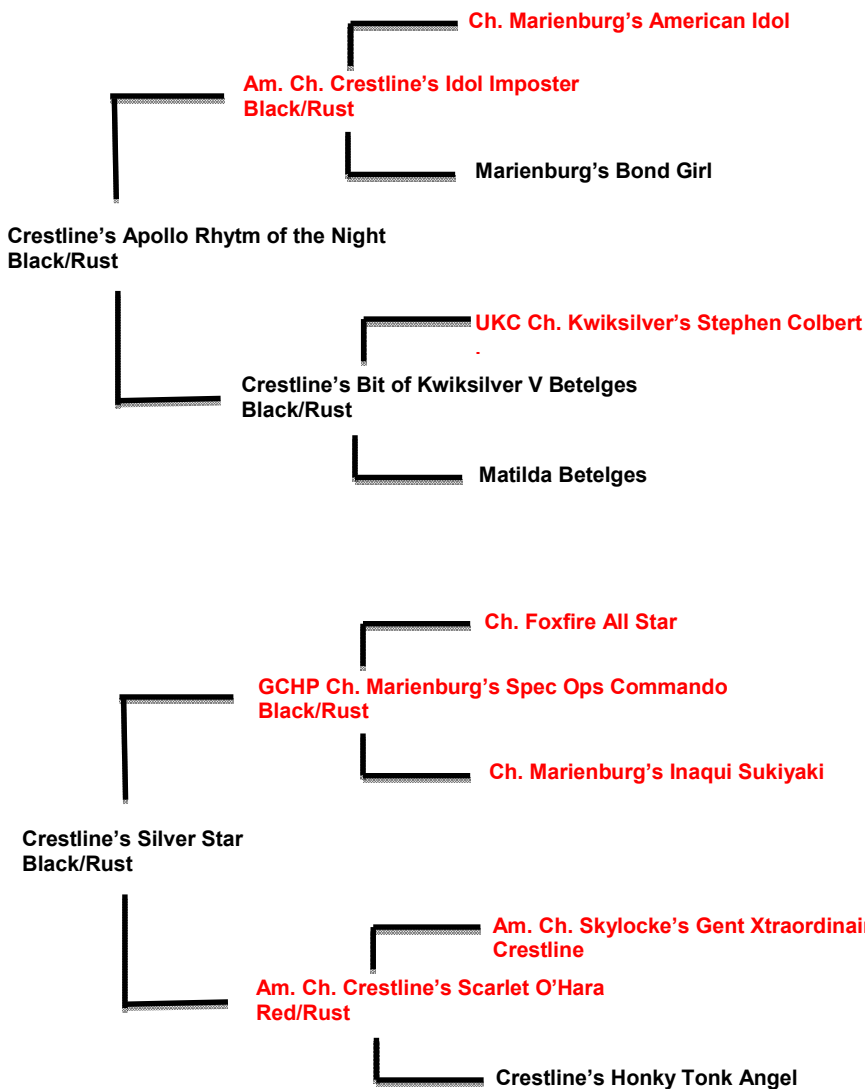 Ch. Marienburg's American Idol
Am. Ch. Crestline's Idol Imposter
Black/Rust
Marienburg's Bond Girl
Crestline's Apollo Rhytm of the Night
Black/Rust
UKC Ch. Kwiksilver's Stephen Colbert
.
Crestline's Bit of Kwiksilver V Betelges
Black/Rust
Matilda Betelges
Ch. Foxfire All Star
GCHP Ch. Marienburg's Spec Ops Commando
Black/Rust
Ch. Marienburg's Inaqui Sukiyaki
Crestline's Silver Star
Black/Rust
Am. Ch. Skylocke's Gent
Crestline
Am. Ch. Crestline's Scarlet O'Hara
Red/Rust
Crestline's Honky Tonk Angel